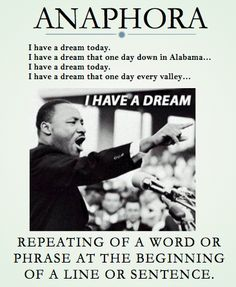 ANAPHORA
I have a dream today.
I have a dream that one day down in Alabama...
I have a dream today.
I have a dream that one day every valley...
I HAVE A DREAM
REPEATING OF A WORD OR
PHRASE AT THE BEGINNING
OF A LINE OR SENTENCE.